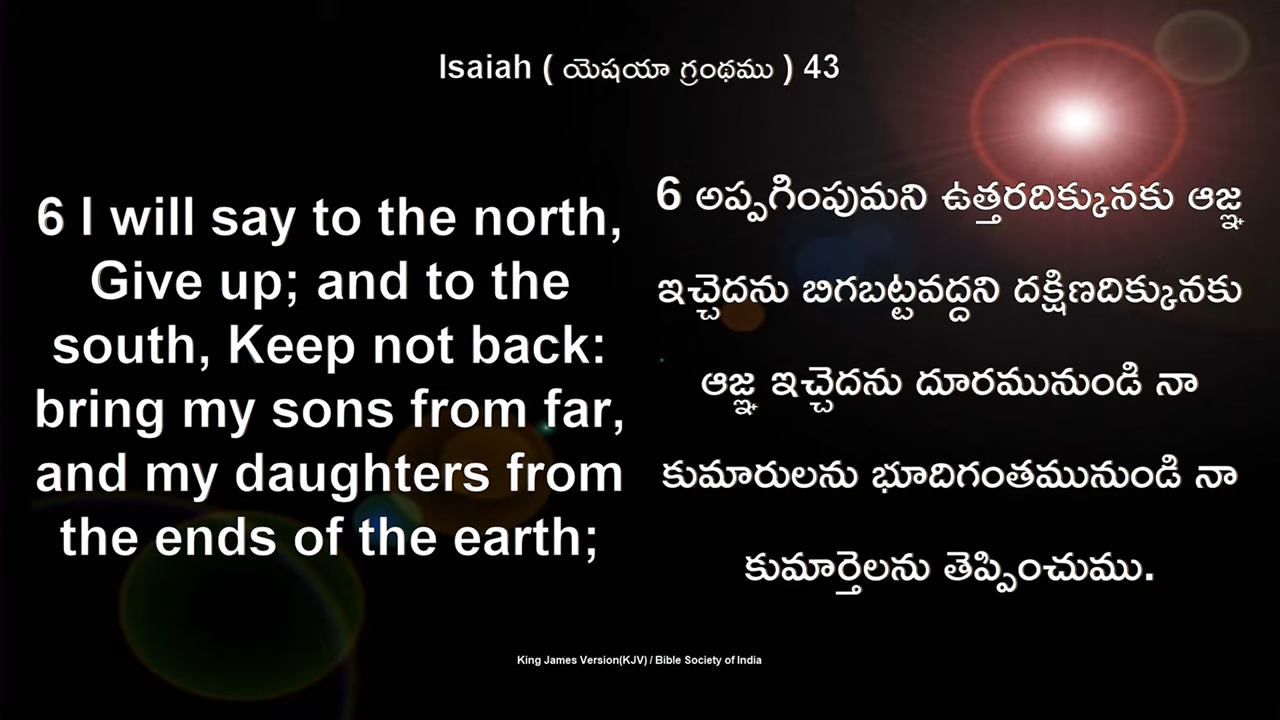 Isaiah ( యెషయా గ్రంథము ) 43
6 I will say to the north,
Give up; and to the
south, Keep not back:
bring my sons from far,
and my daughters from
the ends of the earth;
6 అప్పగింపుమని ఉత్తరదిక్కునకు ఆజ్ఞ
ఇచ్చెదను బిగబట్టవద్దని దక్షిణదిక్కునకు
ఆజ్ఞ ఇచ్చెదను దూరమునుండి నా
కుమారులను భూదిగంతమునుండి నా
కుమార్తెలను తెప్పించుము.
King James Version(KJV) / Bible Society of India